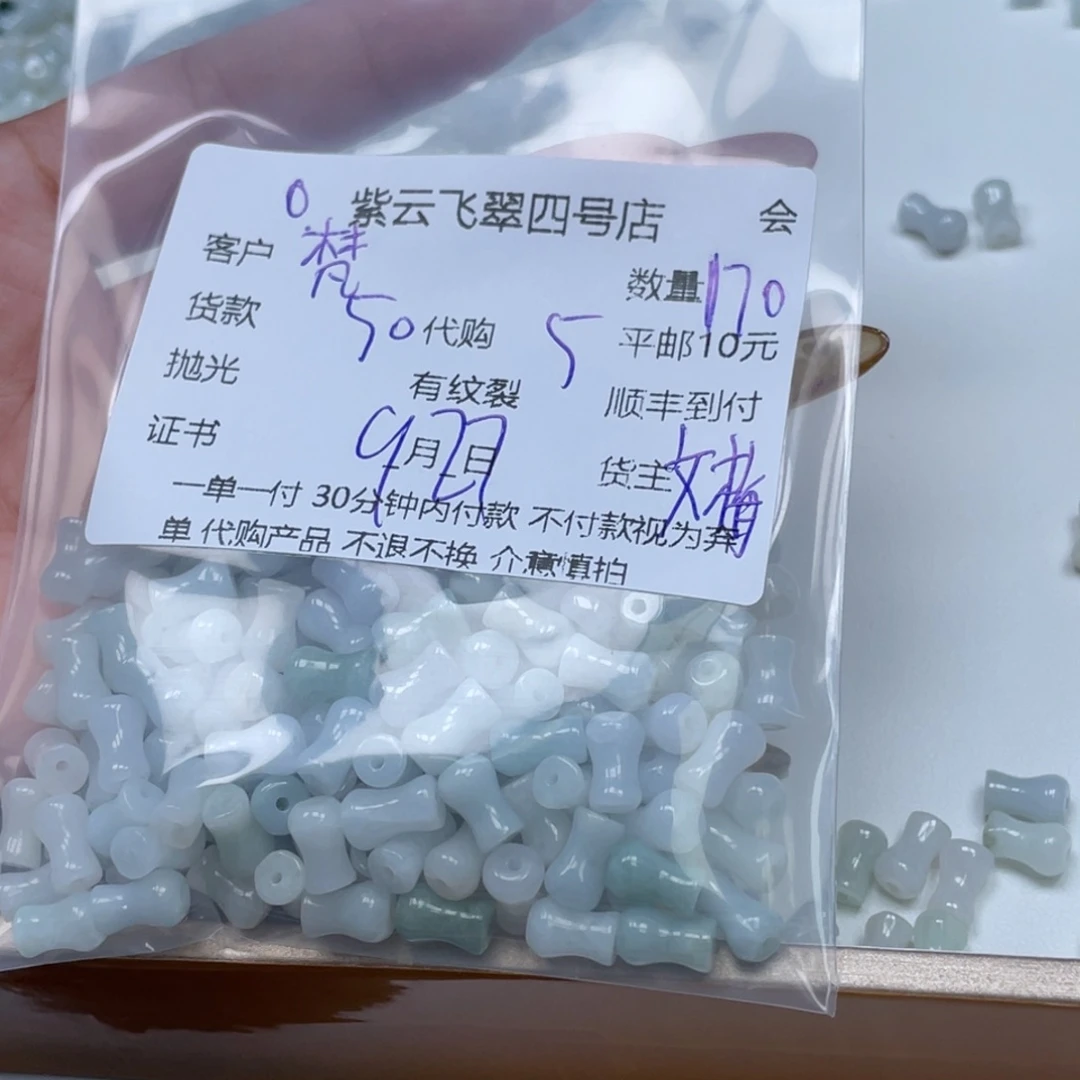 紫云飞翠四号店 会
客户 梦 数量 170
货款 50 代购 5 平邮10元
抛光 有纹裂 顺丰到付
证书 9月27日 货主
一单一付 30分钟内付款 不付款视为弃
单 代购产品 不退不换 介意慎拍